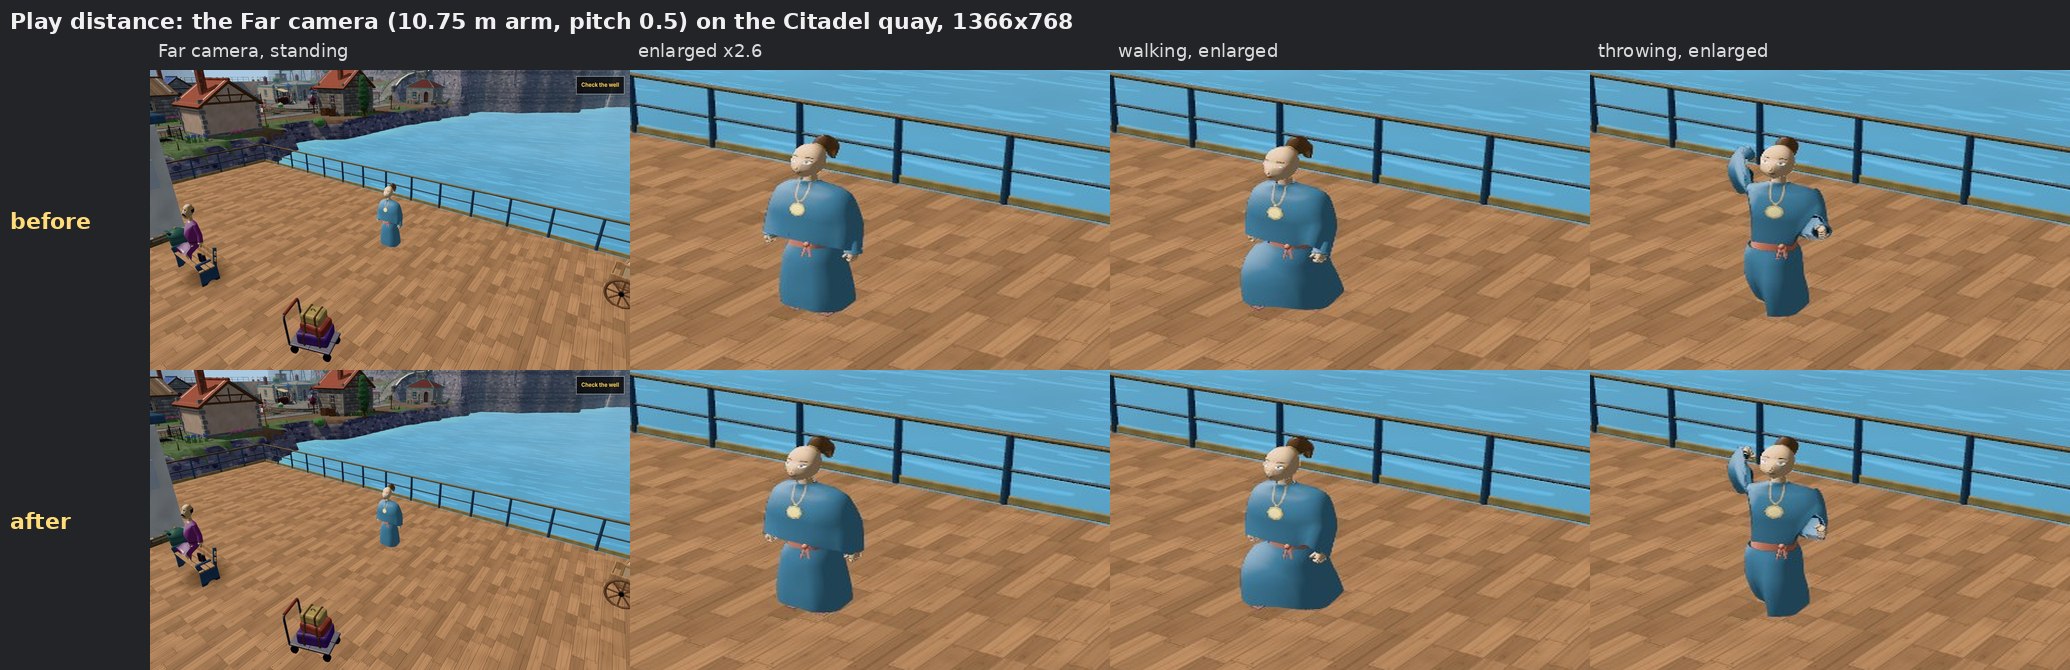 Play distance: the Far camera (10.75 m arm, pitch 0.5) on the Citadel quay, 1366x768
Far camera, standing
enlarged x2.6
walking, enlarged
throwing, enlarged
before
Check the well
after
Check the well